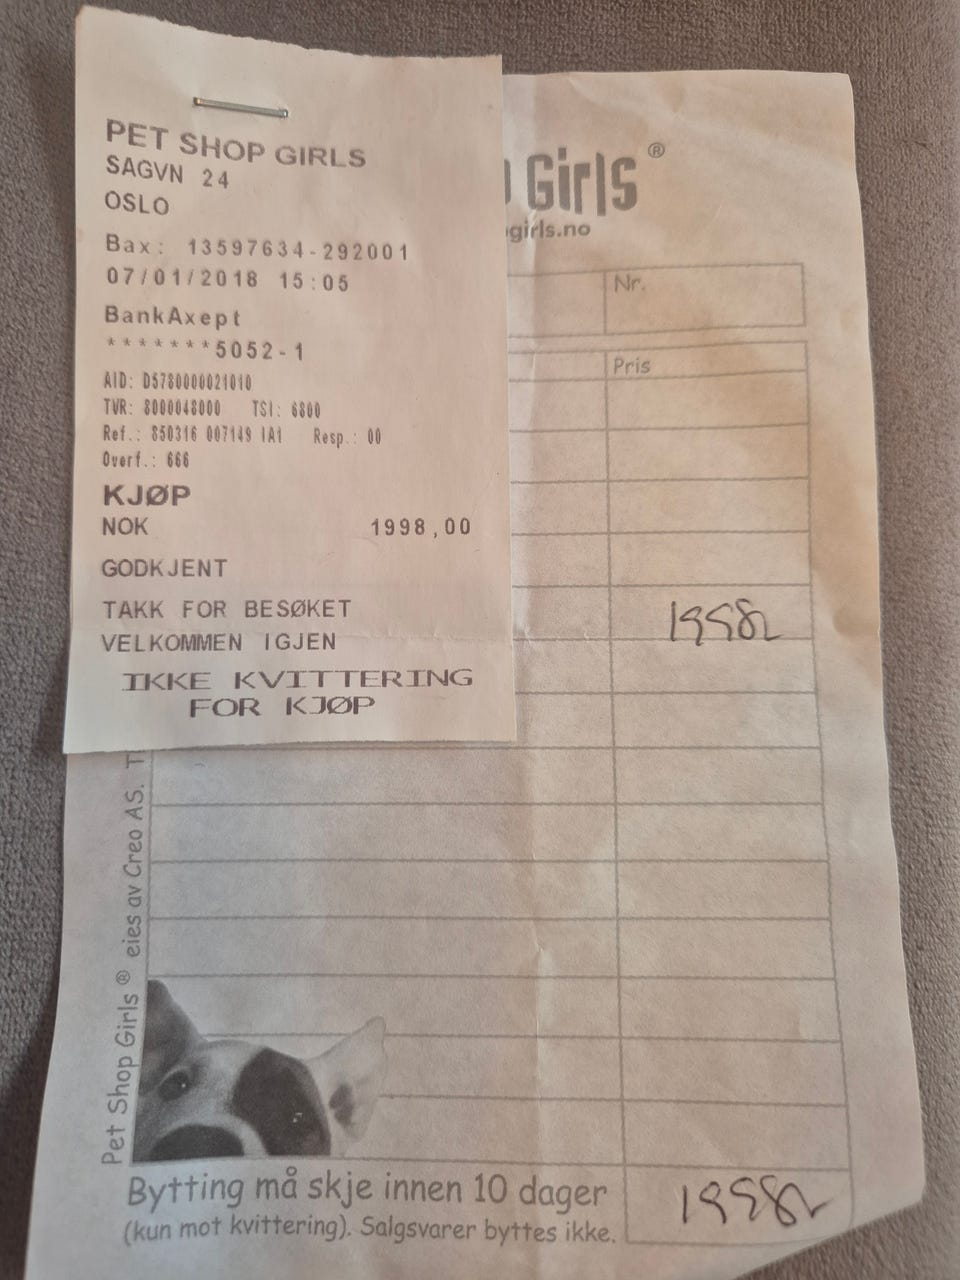 PET SHOP GIRLS
SAGVN 24
OSLO
Bax: 13597634-292001
07/01/2018 15:05
BankAxept
*******5052-1
AID: D5780000021010
TVR: 8000048000 TSI: 6800
Ref.: 850316 007149 IA1 Resp.: 00
Overf.: 666
KJØP
NOK 1998,00
GODKJENT
TAKK FOR BESØKET
VELKOMMEN IGJEN
IKKE KVITTERING
FOR KJØP
Girls®
girls.no
Nr.
Pris
1998
Pet Shop Girls® eies av Creo AS.
Bytting må skje innen 10 dager
(kun mot kvittering). Salgsvarer byttes ikke.
1998